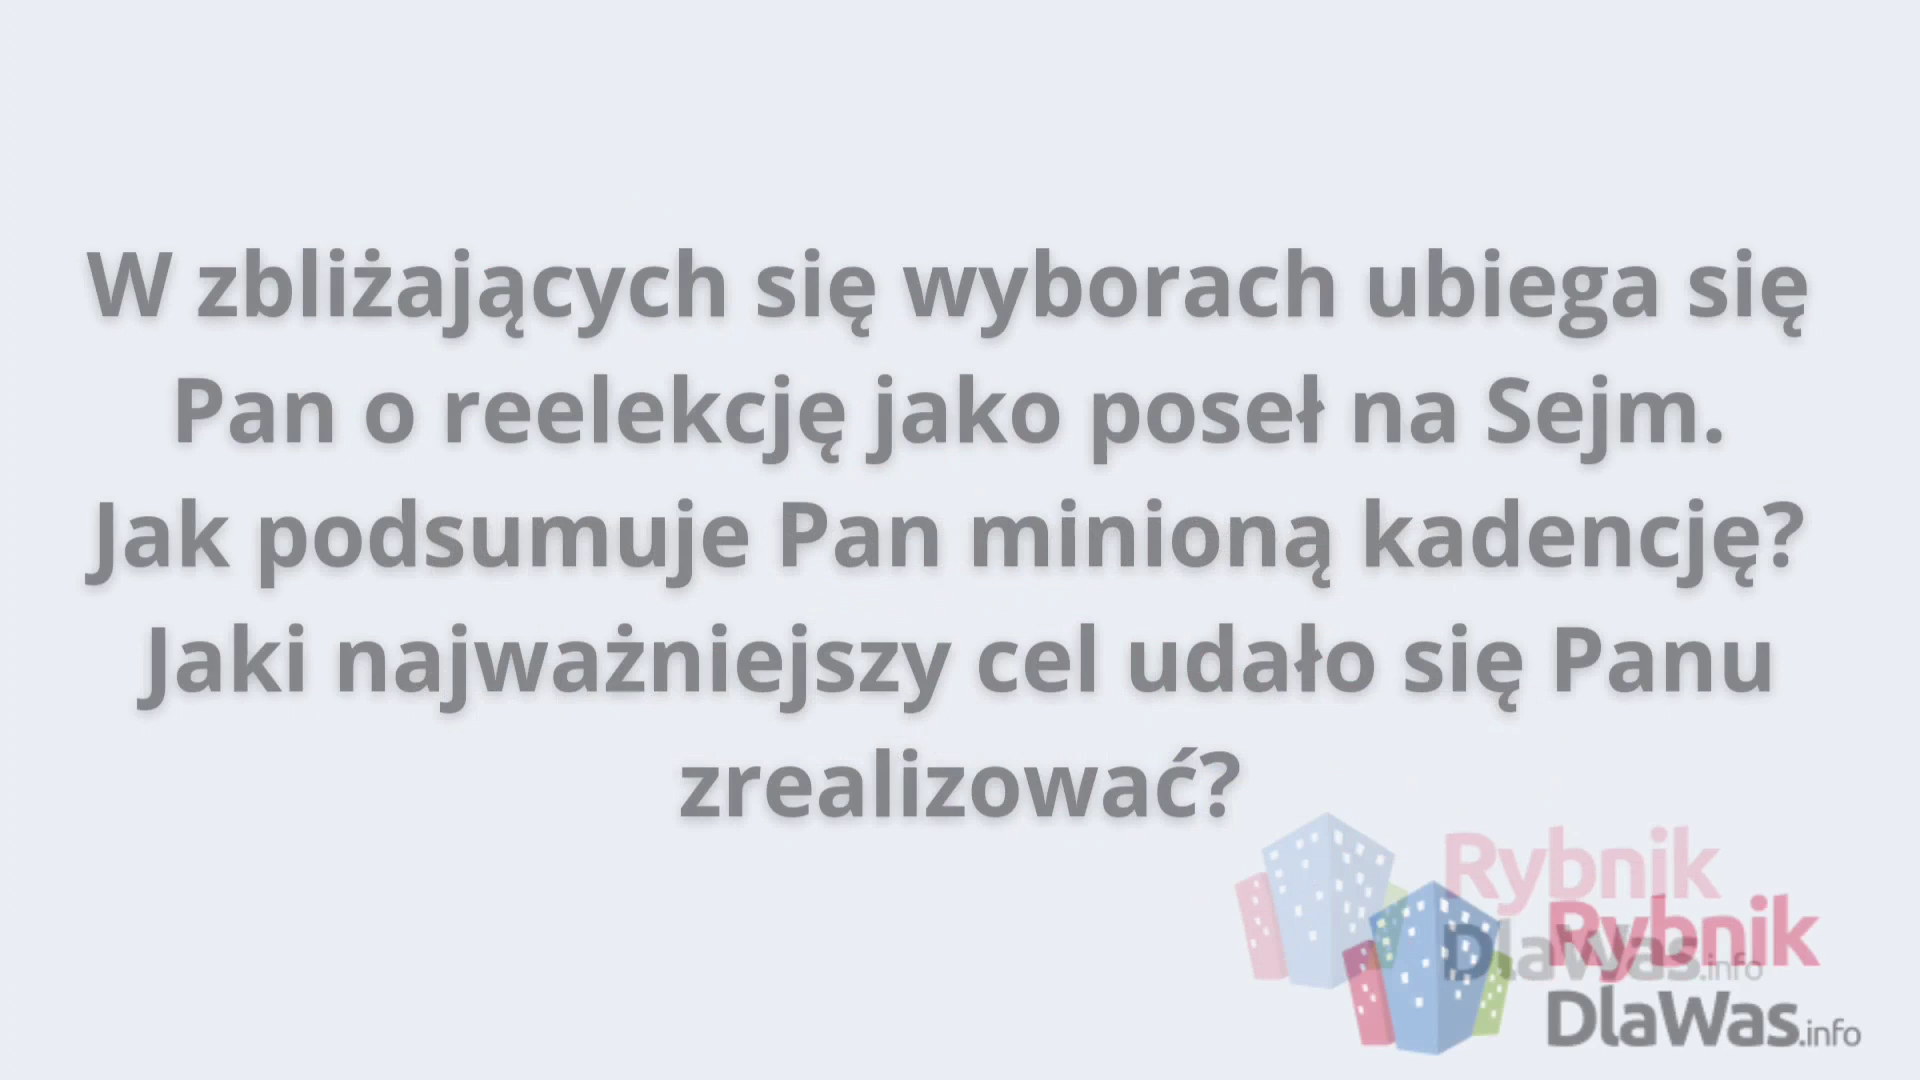 W zbliżających się wyborach ubiega się
Pan o reelekcję jako poseł na Sejm.
Jak podsumuje Pan minioną kadencję?
Jaki najważniejszy cel udało się Panu
zrealizować?
Rybnik
DlaWas.info
Rybnik
DlaWas.info